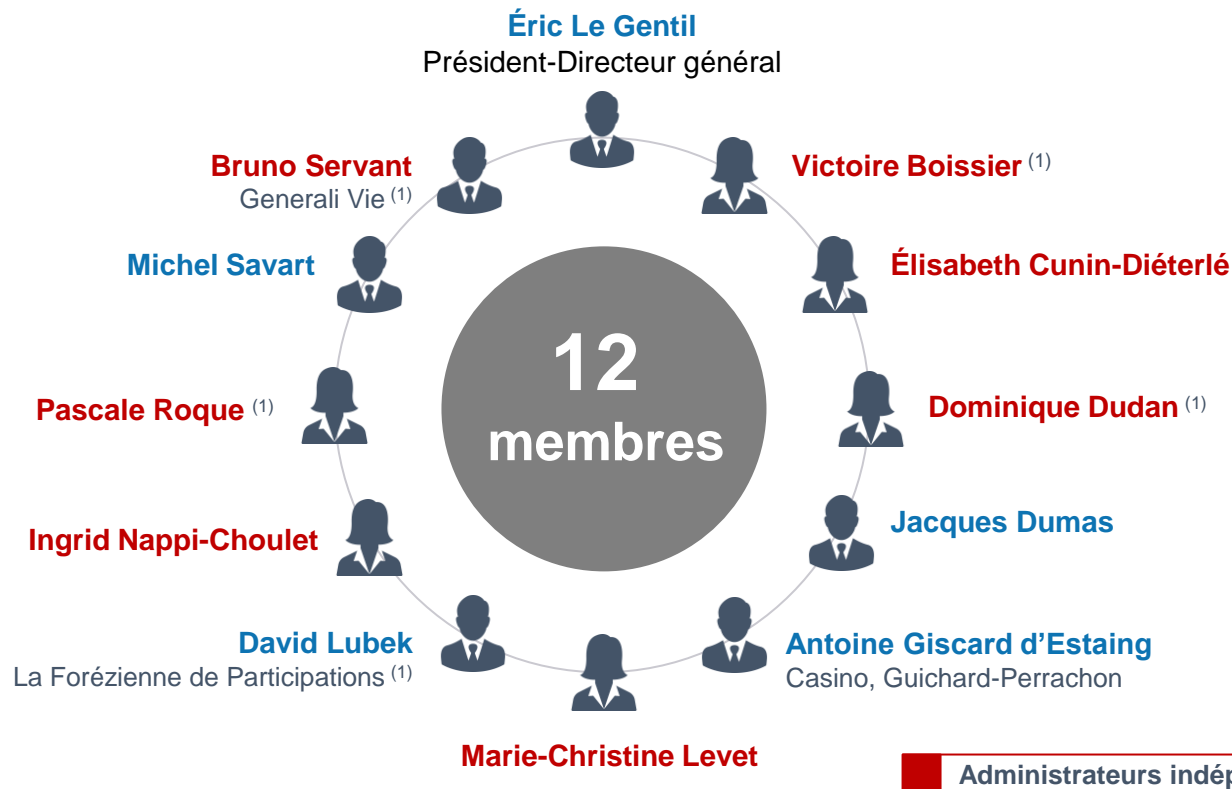 Éric Le Gentil
Président-Directeur général
Bruno Servant
Generali Vie (1)
Victoire Boissier (1)
Michel Savart
Élisabeth Cunin-Diéterlé
12
membres
Pascale Roque (1)
Dominique Dudan (1)
Ingrid Nappi-Choulet
Jacques Dumas
David Lubek
La Forézienne de Participations (1)
Antoine Giscard d’Estaing
Casino, Guichard-Perrachon
Marie-Christine Levet
Administrateurs